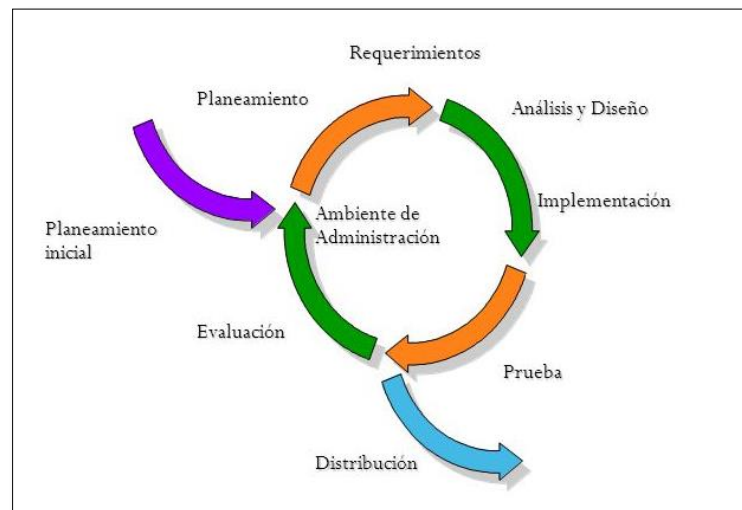 Requerimientos
Planeamiento
Análisis y Diseño
Implementación
Ambiente de
Administración
Planeamiento
inicial
Evaluación
Prueba
Distribución